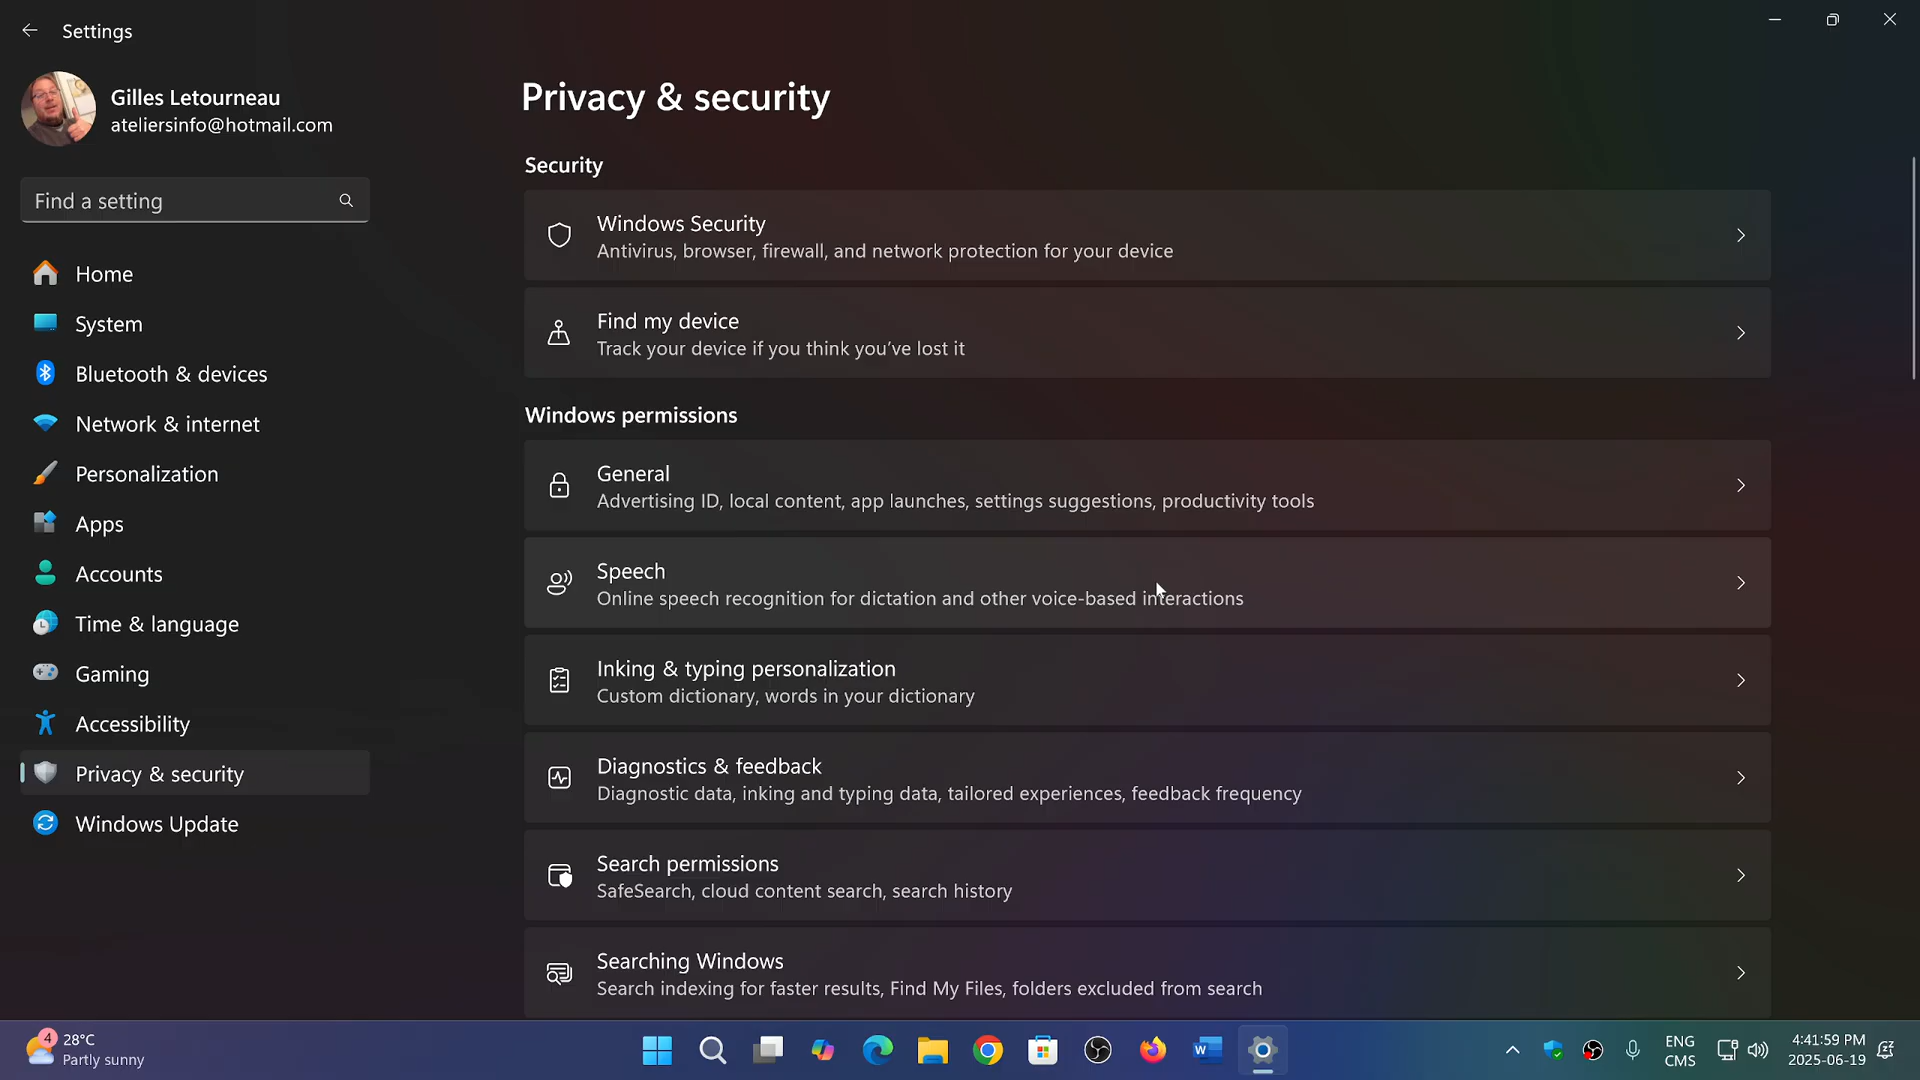 Settings
Gilles Letourneau
ateliersinfo@hotmail.com
Find a setting
Home
System
Bluetooth & devices
Network & internet
Personalization
Apps
Accounts
Time & language
Gaming
Accessibility
Privacy & security
Windows Update
Privacy & security
Security
Windows Security
Antivirus, browser, firewall, and network protection for your device
Find my device
Track your device if you think you’ve lost it
Windows permissions
General
Advertising ID, local content, app launches, settings suggestions, productivity tools
Speech
Online speech recognition for dictation and other voice-based interactions
Inking & typing personalization
Custom dictionary, words in your dictionary
Diagnostics & feedback
Diagnostic data, inking and typing data, tailored experiences, feedback frequency
Search permissions
SafeSearch, cloud content search, search history
Searching Windows
Search indexing for faster results, Find My Files, folders excluded from search
4
28°C
Partly sunny
W
ENG
CMS
4:41:59 PM
2025-06-19